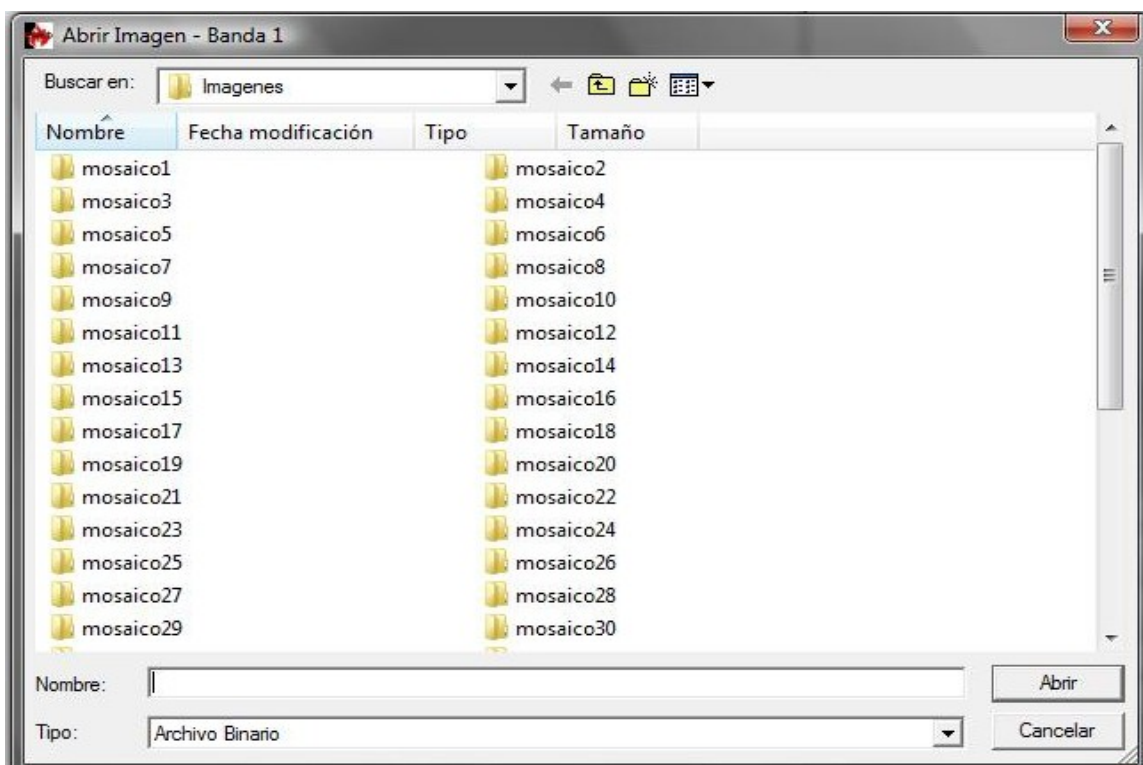 Abrir Imagen - Banda 1
Buscar en: Imagenes
Nombre Fecha modificación Tipo Tamaño
mosaico1 mosaico2
mosaico3 mosaico4
mosaico5 mosaico6
mosaico7 mosaico8
mosaico9 mosaico10
mosaico11 mosaico12
mosaico13 mosaico14
mosaico15 mosaico16
mosaico17 mosaico18
mosaico19 mosaico20
mosaico21 mosaico22
mosaico23 mosaico24
mosaico25 mosaico26
mosaico27 mosaico28
mosaico29 mosaico30
Nombre: Abrir
Tipo: Archivo Binario Cancelar